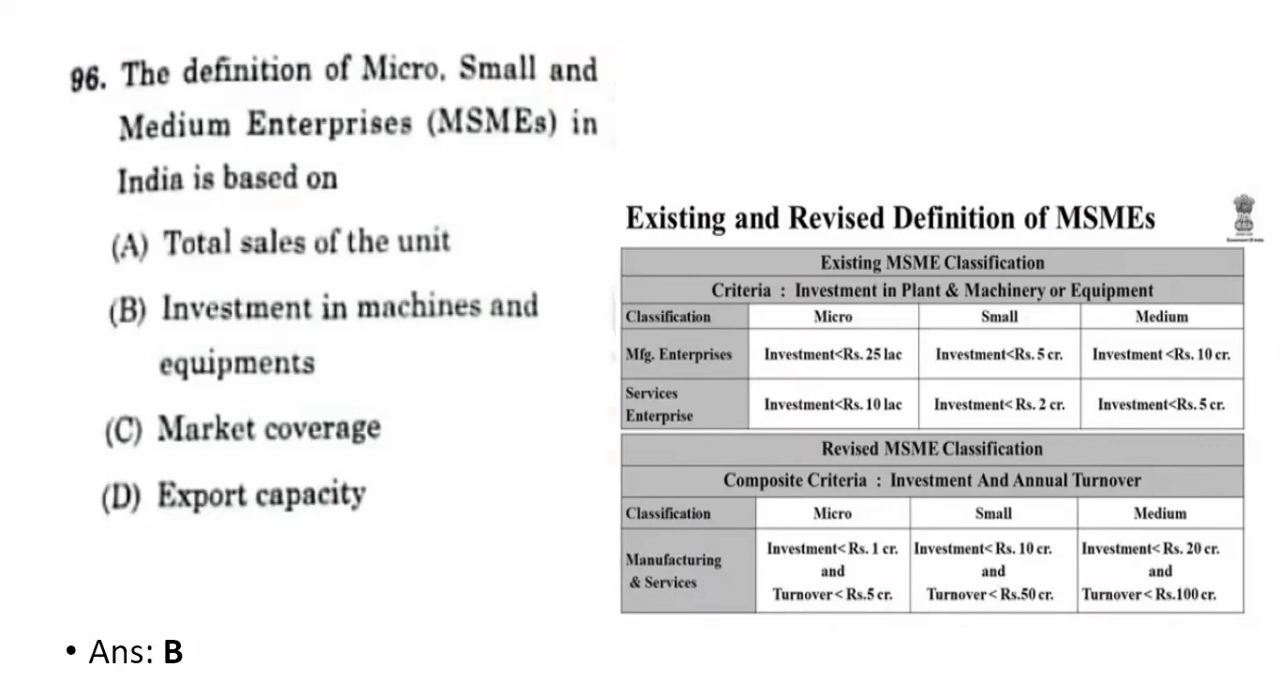 96. The definition of Micro, Small and
Medium Enterprises (MSMEs) in
India is based on
(A) Total sales of the unit
(B) Investment in machines and
equipments
(C) Market coverage
(D) Export capacity
• Ans: B
Existing and Revised Definition of MSMEs
Existing MSME Classification
Criteria : Investment in Plant & Machinery or Equipment
Classification Micro Small Medium
Mfg. Enterprises Investment<Rs. 25 lac Investment<Rs. 5 cr. Investment <Rs. 10 cr.
Services
Enterprise Investment<Rs. 10 lac Investment< Rs. 2 cr. Investment<Rs. 5 cr.
Revised MSME Classification
Composite Criteria : Investment And Annual Turnover
Classification Micro Small Medium
Manufacturing
& Services
Investment< Rs. 1 cr.
and
Turnover < Rs.5 cr.
Investment< Rs. 10 cr.
and
Turnover < Rs.50 cr.
Investment< Rs. 20 cr.
and
Turnover < Rs.100 cr.